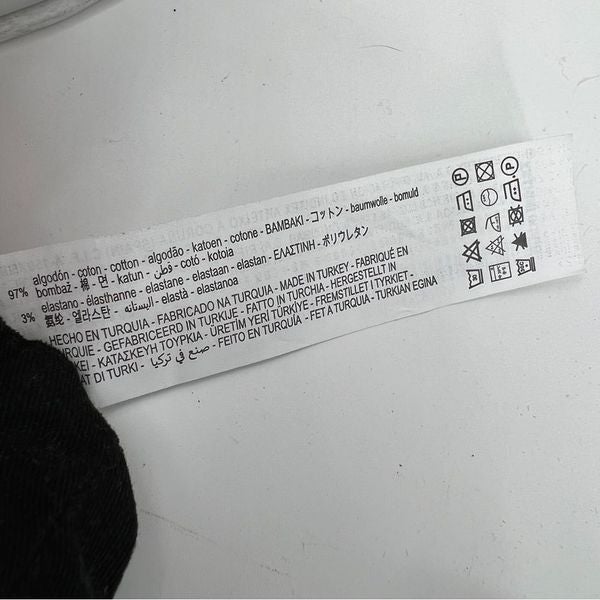 97% algodón - coton - cotton - algodão - katoen - cotone - BAMBAKI - コットン - baumwolle - bomuld
bombaž - 棉 - 면 - katun - قطن - cotó - kotoia
3% elastano - élasthanne - elastane - elastaan - elastan - ΕΛΑΣΤΙΝΗ - ポリウレタン
氨纶 - 엘라스탄 - البستانه - elastà - elastanoa
HECHO EN TURQUIA - FABRICADO NA TURQUIA - MADE IN TURKEY - FABRIQUÉ EN
RQUIE - GEFABRICEERD IN TURKIJE - FATTO IN TURCHIA - HERGESTELLT IN
KEI - ΚΑΤΑΣΚΕΥΗ ΤΟΥΡΚΙΑ - ÜRETİM YERİ TÜRKİYE - FREMSTILLET I TYRKIET -
AT DI TURKI - صنع في تركيا - FEITO EN TURQUÍA - FET A TURQUIA - TURKIAN EGINA